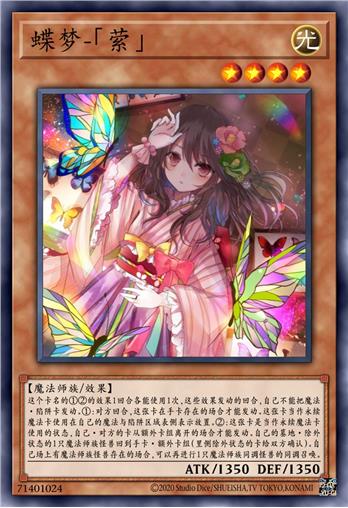 蝶梦-「萦」
光
【魔法师族/效果】
这个卡名的①②的效果1回合各能使用1次,这些效果发动的回合,自己不能把魔
法·陷阱卡发动。①:对方回合,这张卡在手卡存在的场合才能发动。这张卡当作永续
魔法卡使用在自己的魔法与陷阱区域表侧表示放置。②:这张卡是当作永续魔法卡
使用的状态,自己·对方的卡从额外卡组离开的场合才能发动。自己的墓地·除外
状态的1只魔法师族怪兽回到手卡·额外卡组(里侧除外状态的卡给双方确认)。自
己场上有魔法师族怪兽存在的场合,可以再进行1只魔法师族同调怪兽的同调召唤。
ATK/1350 DEF/1350
71401024
©2020 Studio Dice/SHUEISHA,TV TOKYO,KONAMI